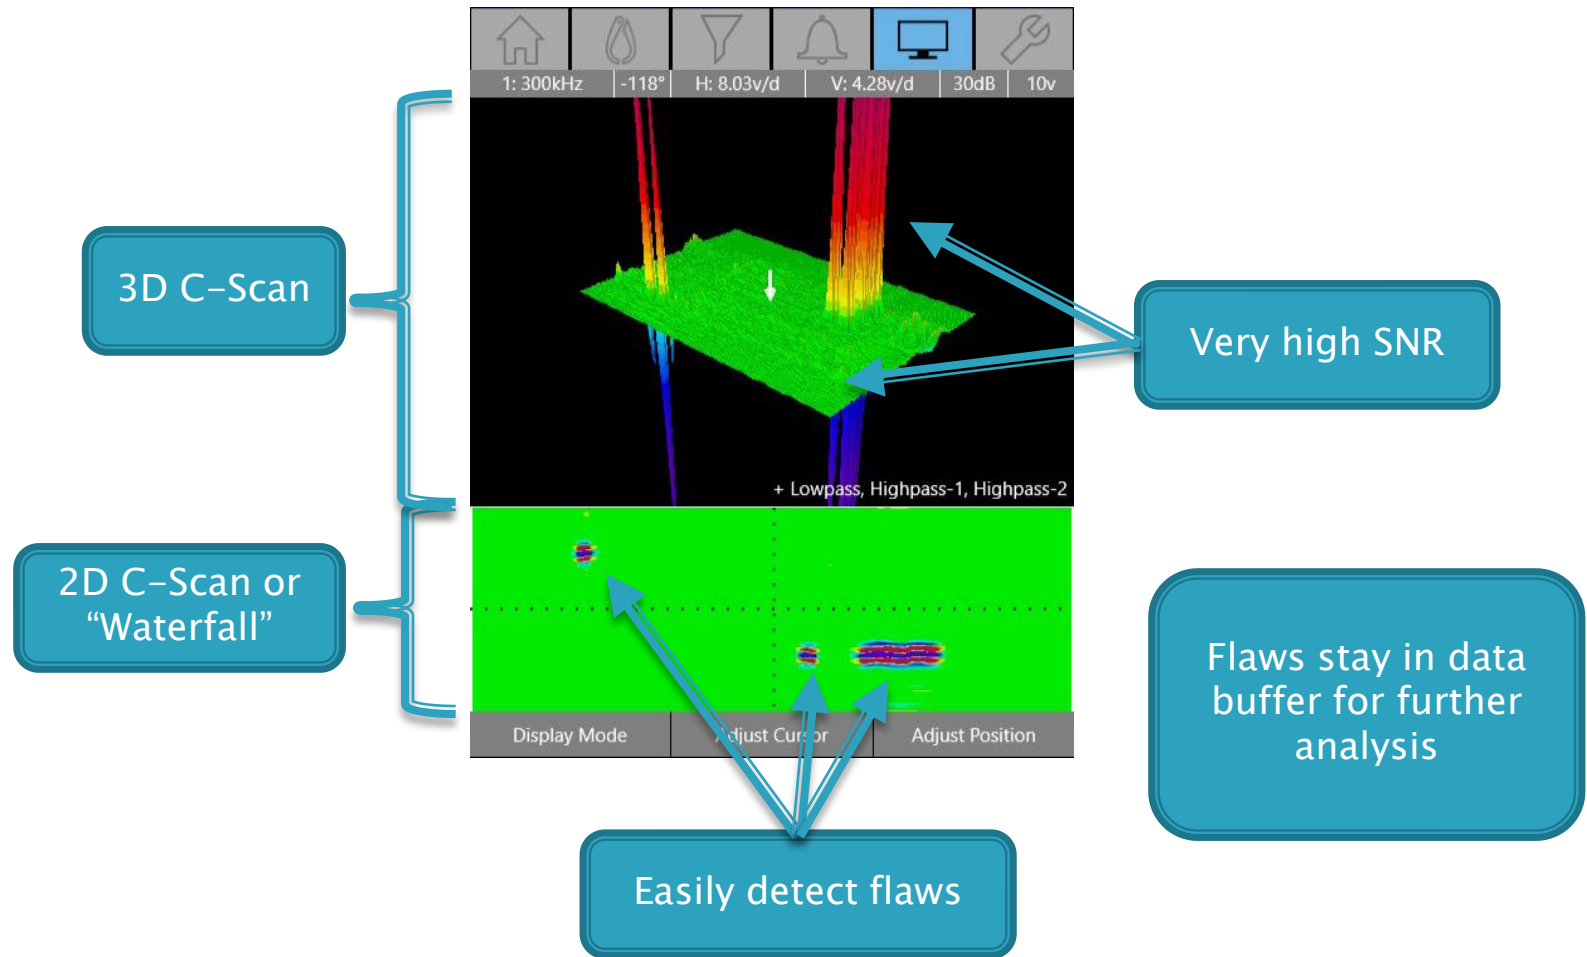 1: 300kHz -118° H: 8.03v/d V: 4.28v/d 30dB 10v
3D C-Scan
Very high SNR
+ Lowpass, Highpass-1, Highpass-2
2D C-Scan or
“Waterfall”
Flaws stay in data
buffer for further
analysis
Display Mode Adjust Cursor Adjust Position
Easily detect flaws